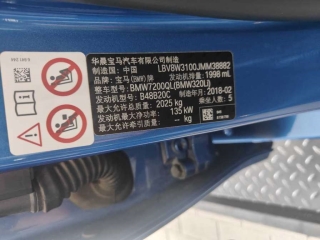 华晨宝马汽车有限公司制造
制造国：中国 LBV8W3100JMM38882
品牌：宝马(BMW)牌 发动机排量：1998 mL
整车型号：BMW7200QL(BMW320Li)
发动机型号：B48B20C 制造年月：2018-02
最大允许总质量：2025 kg 乘坐人数：5
发动机最大净功率：135 kW
最大允许牵引质量：— kg